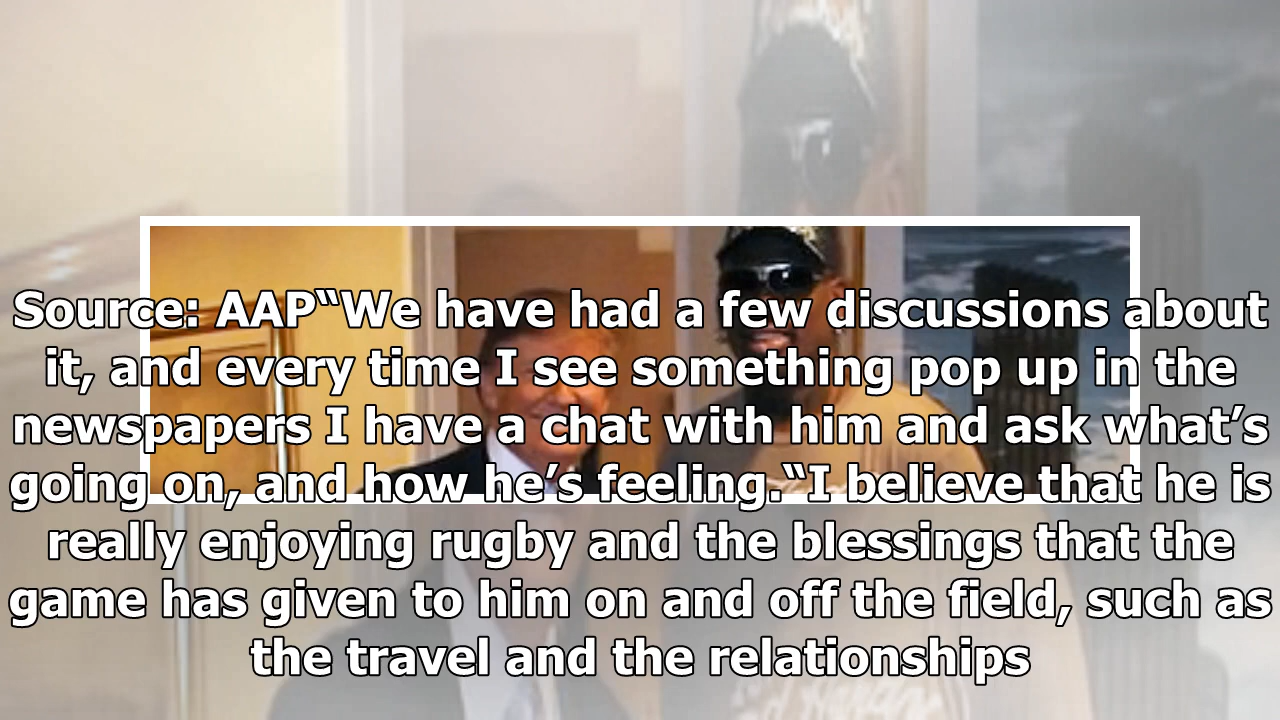 Source: AAP“We have had a few discussions about
it, and every time I see something pop up in the
newspapers I have a chat with him and ask what’s
going on, and how he’s feeling.“I believe that he is
really enjoying rugby and the blessings that the
game has given to him on and off the field, such as
the travel and the relationships